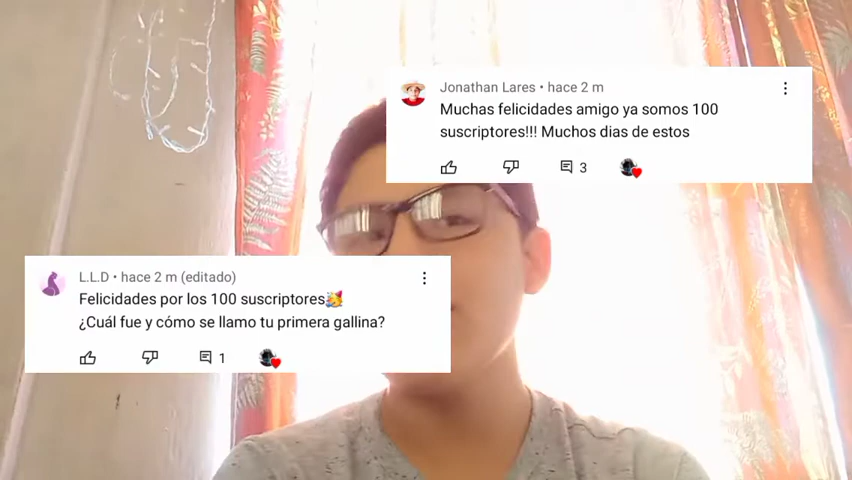 Jonathan Lares • hace 2 m
Muchas felicidades amigo ya somos 100
suscriptores!!! Muchos dias de estos
3
L.L.D • hace 2 m (editado)
Felicidades por los 100 suscriptores🥳
¿Cuál fue y cómo se llamo tu primera gallina?
1